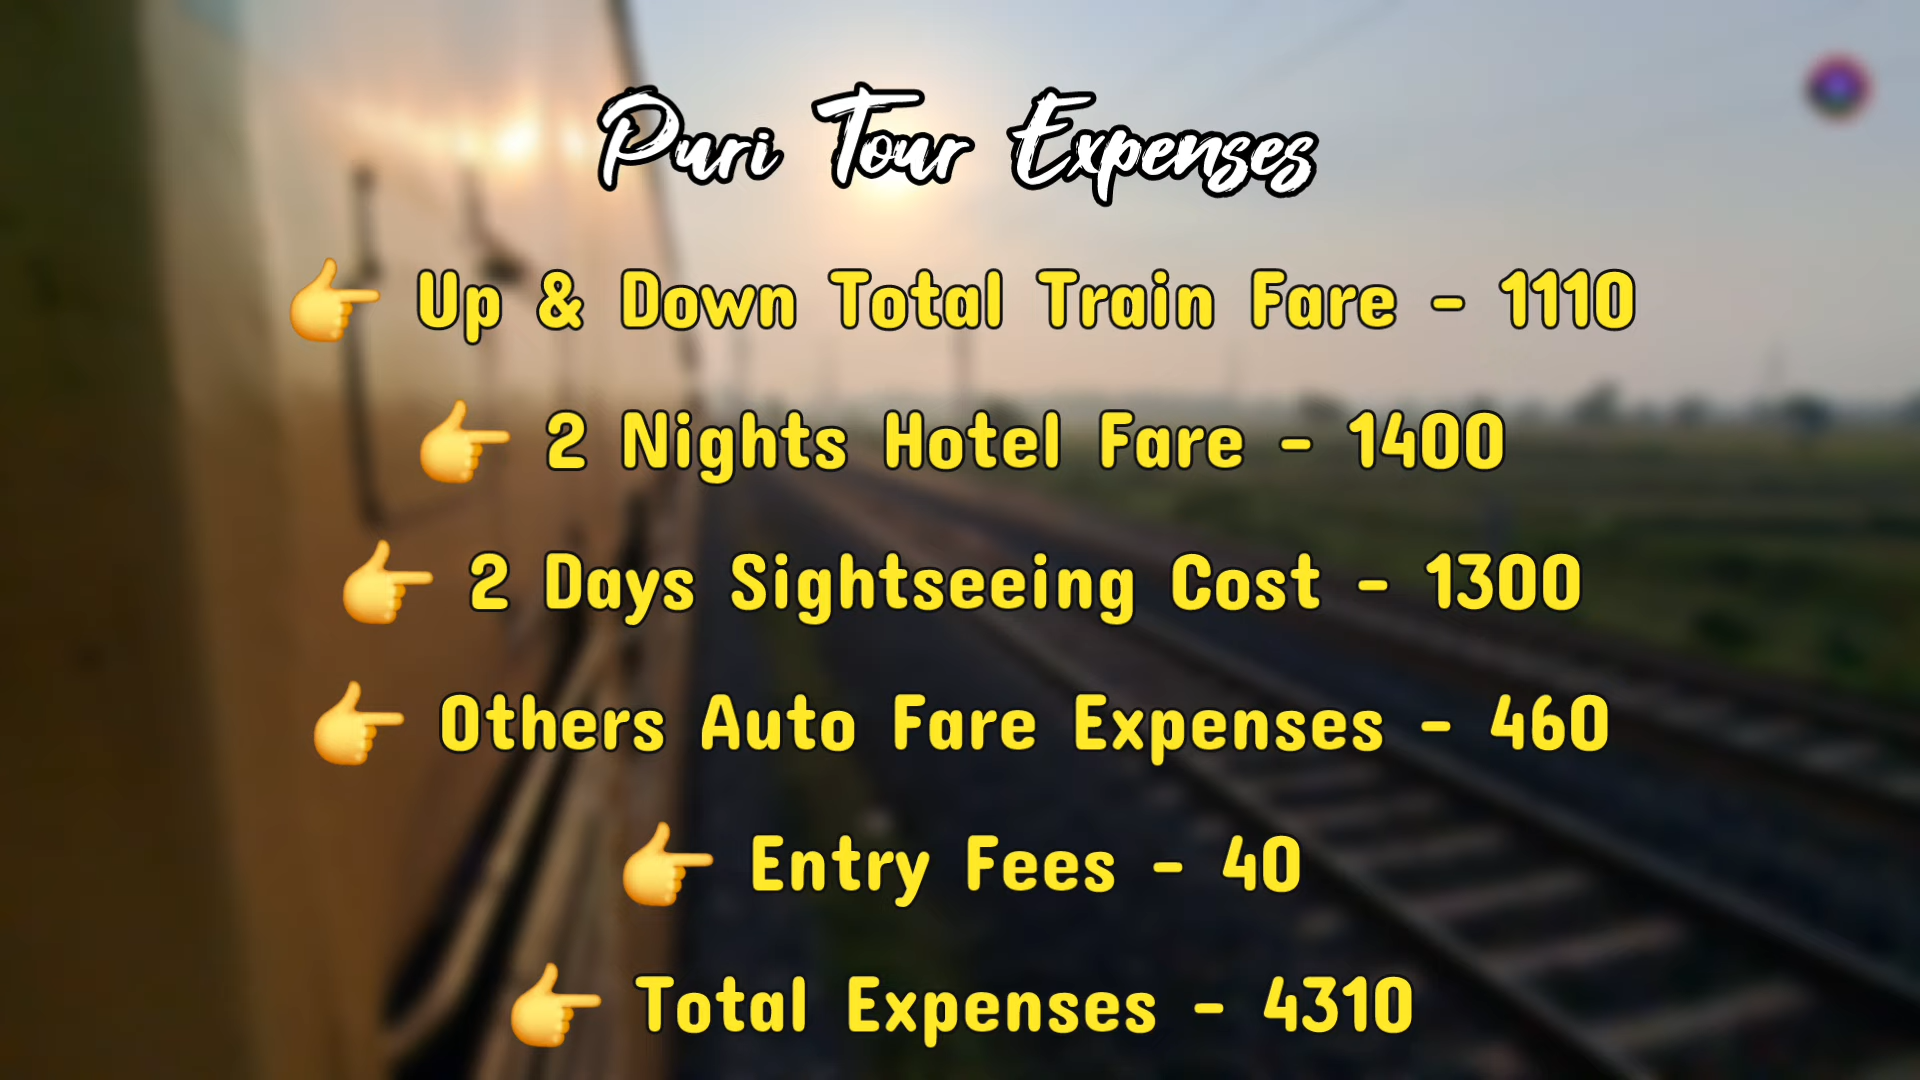 Puri Tour Expenses
👉 Up & Down Total Train Fare - 1110
👉 2 Nights Hotel Fare - 1400
👉 2 Days Sightseeing Cost - 1300
👉 Others Auto Fare Expenses - 460
👉 Entry Fees - 40
👉 Total Expenses - 4310